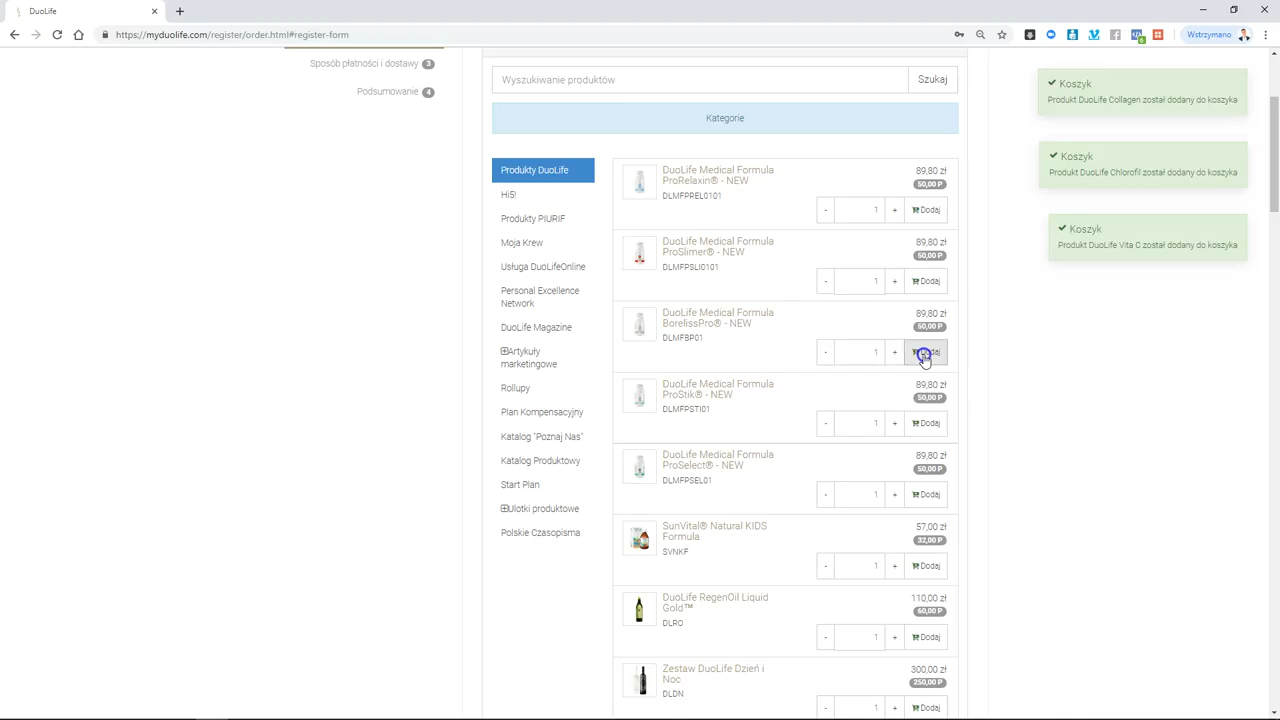 DuoLife
https://myduolife.com/register/order.html#register-form
6
Wstrzymano
Sposób płatności i dostawy 3
Podsumowanie 4
Wyszukiwanie produktów
Szukaj
Kategorie
Produkty DuoLife
Hi5!
Produkty PIURIF
Moja Krew
Usługa DuoLifeOnline
Personal Excellence
Network
DuoLife Magazine
Artykuły
marketingowe
Rollupy
Plan Kompensacyjny
Katalog "Poznaj Nas"
Katalog Produktowy
Start Plan
Ulotki produktowe
Polskie Czasopisma
DuoLife Medical Formula
ProRelaxin® - NEW
DLMFPREL0101
89,80 zł
50,00 P
- 1 + Dodaj
DuoLife Medical Formula
ProSlimer® - NEW
DLMFPSLI0101
89,80 zł
50,00 P
- 1 + Dodaj
DuoLife Medical Formula
BorelissPro® - NEW
DLMFBP01
89,80 zł
50,00 P
- 1 +
DuoLife Medical Formula
ProStik® - NEW
DLMFPSTI01
89,80 zł
50,00 P
- 1 + Dodaj
DuoLife Medical Formula
ProSelect® - NEW
DLMFPSEL01
89,80 zł
50,00 P
- 1 + Dodaj
SunVital® Natural KIDS
Formula
SVNKF
57,00 zł
32,00 P
- 1 + Dodaj
DuoLife RegenOil Liquid
Gold™
DLRO
110,00 zł
60,00 P
- 1 + Dodaj
Zestaw DuoLife Dzień i
Noc
DLDN
300,00 zł
250,00 P
- 1 + Dodaj
Koszyk
Produkt DuoLife Collagen został dodany do koszyka
Koszyk
Produkt DuoLife Chlorofil został dodany do koszyka
Koszyk
Produkt DuoLife Vita C został dodany do koszyka